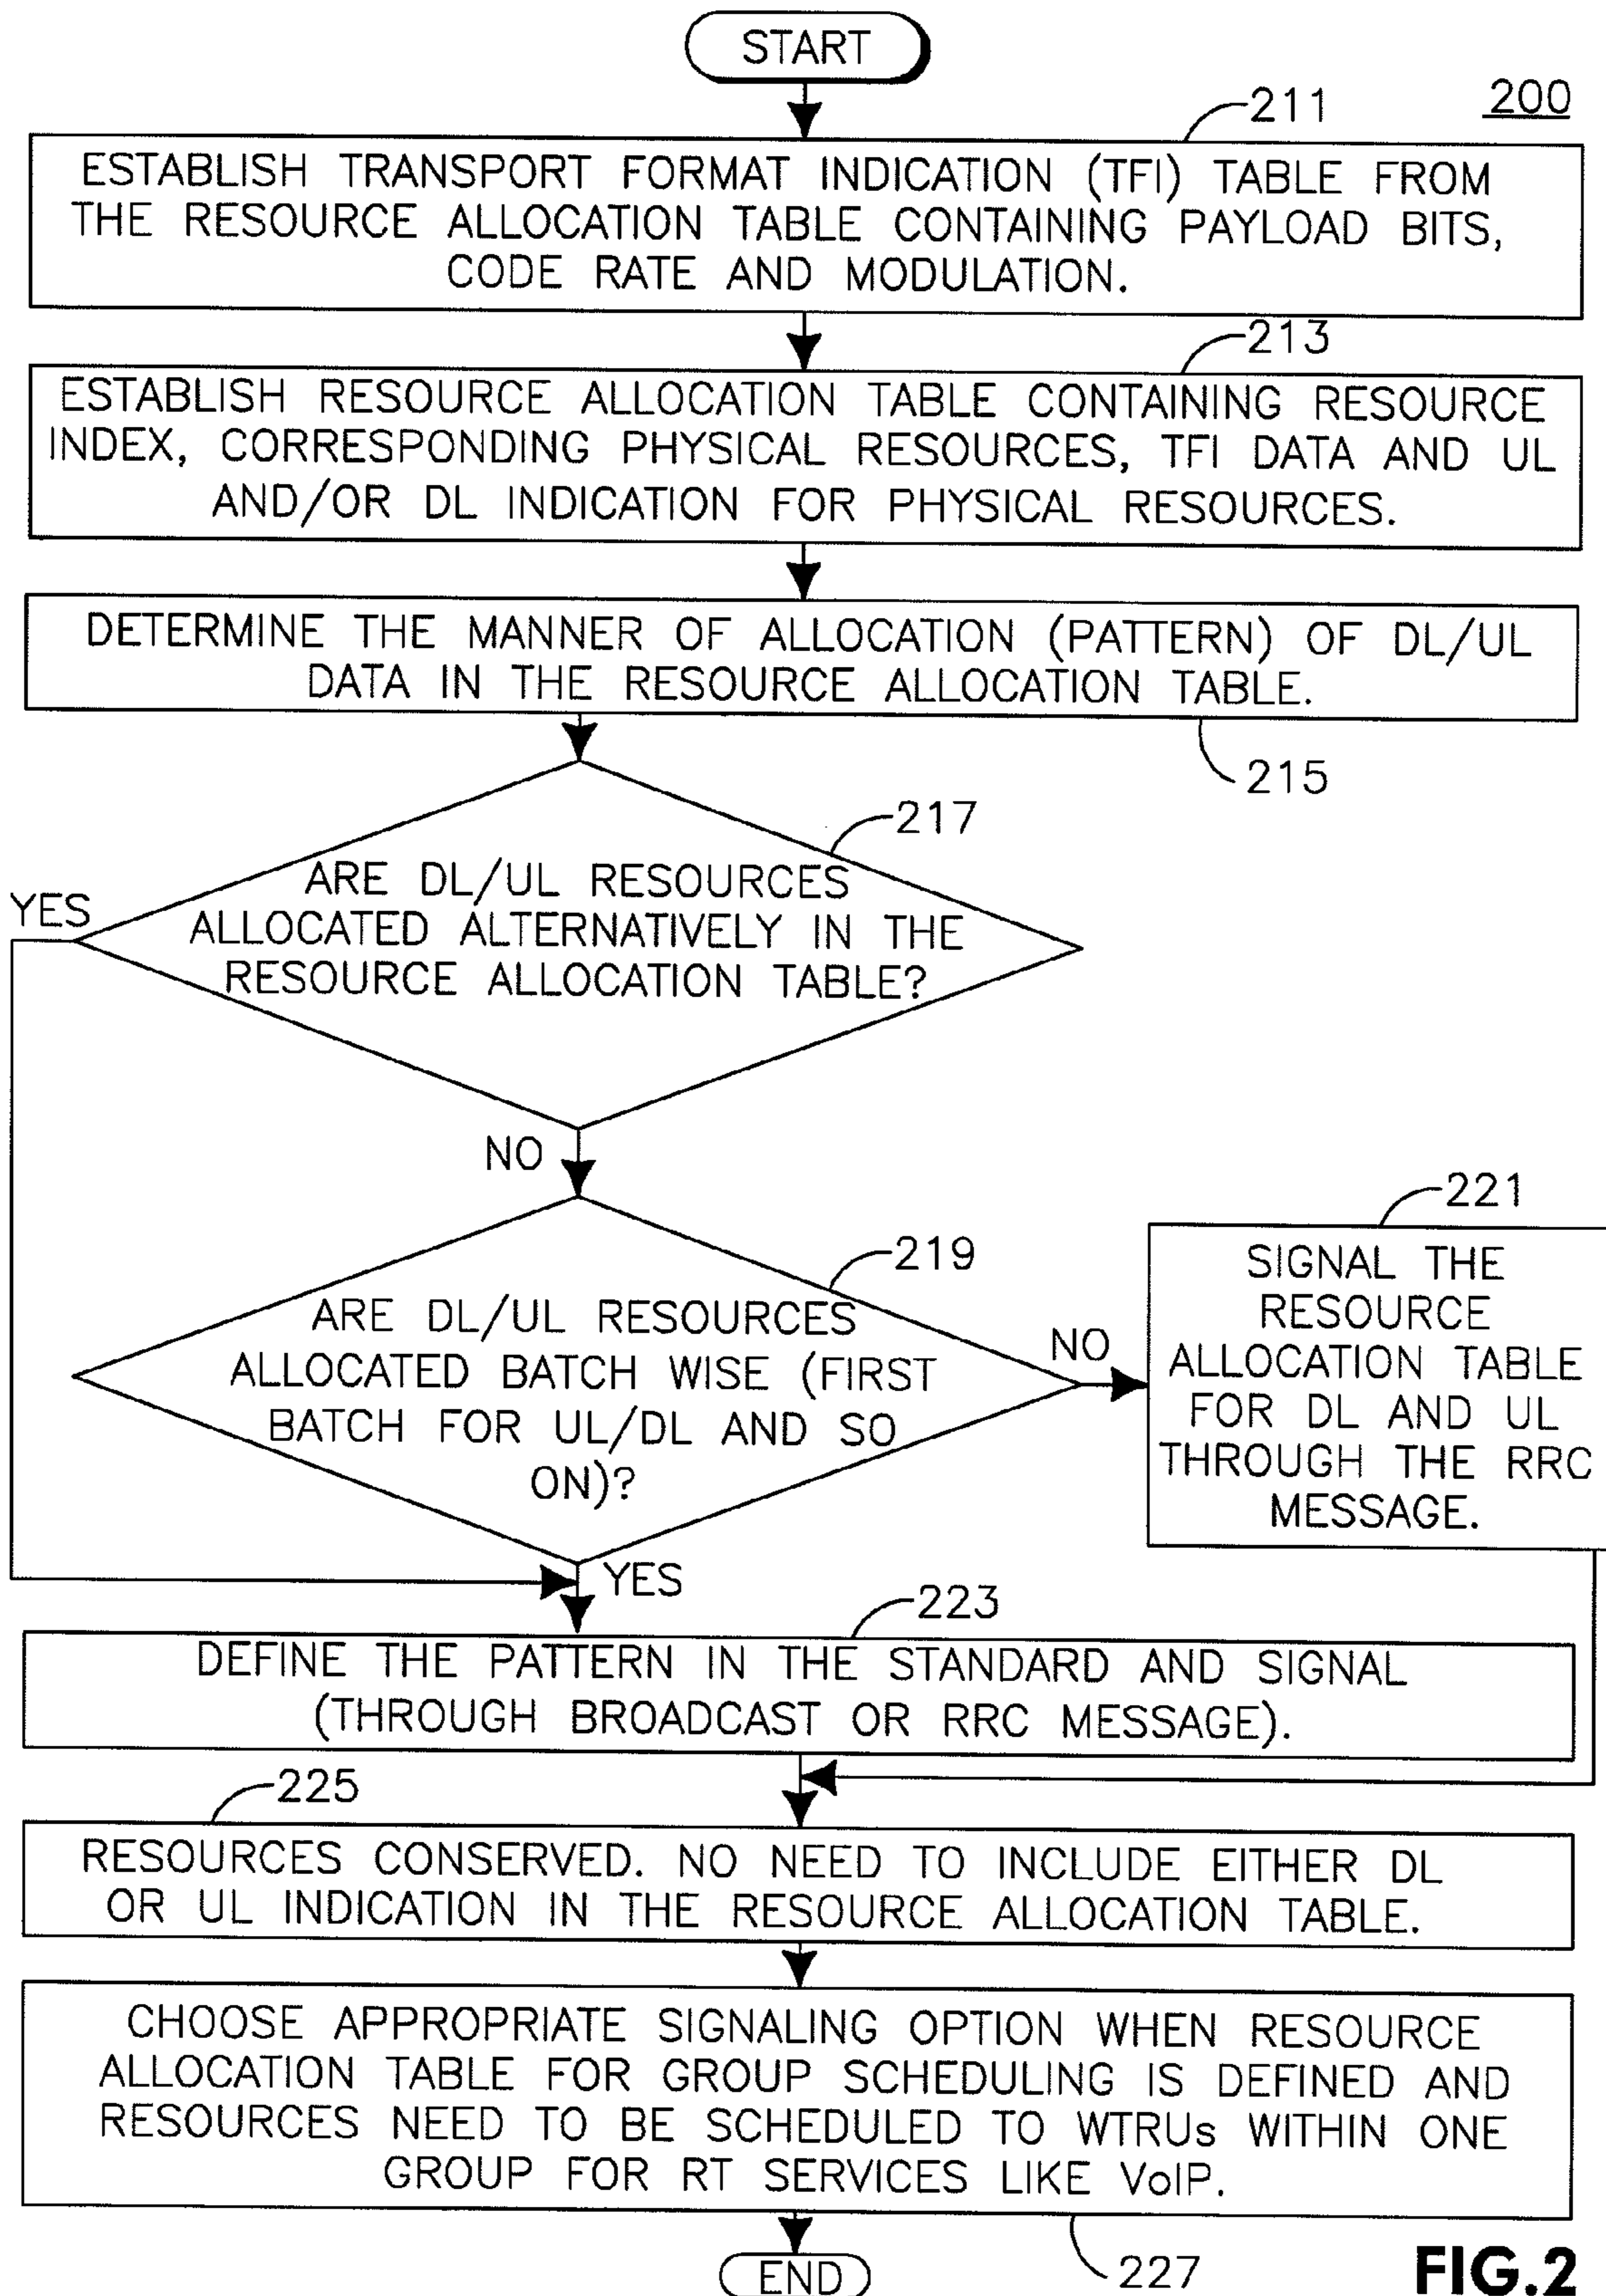 START
200
211
ESTABLISH TRANSPORT FORMAT INDICATION (TFI) TABLE FROM
THE RESOURCE ALLOCATION TABLE CONTAINING PAYLOAD BITS,
CODE RATE AND MODULATION.
213
ESTABLISH RESOURCE ALLOCATION TABLE CONTAINING RESOURCE
INDEX, CORRESPONDING PHYSICAL RESOURCES, TFI DATA AND UL
AND/OR DL INDICATION FOR PHYSICAL RESOURCES.
DETERMINE THE MANNER OF ALLOCATION (PATTERN) OF DL/UL
DATA IN THE RESOURCE ALLOCATION TABLE.
215
217
ARE DL/UL RESOURCES
ALLOCATED ALTERNATIVELY IN THE
RESOURCE ALLOCATION TABLE?
YES
NO
219
ARE DL/UL RESOURCES
ALLOCATED BATCH WISE (FIRST
BATCH FOR UL/DL AND SO
ON)?
NO
221
SIGNAL THE
RESOURCE
ALLOCATION TABLE
FOR DL AND UL
THROUGH THE RRC
MESSAGE.
YES
223
DEFINE THE PATTERN IN THE STANDARD AND SIGNAL
(THROUGH BROADCAST OR RRC MESSAGE).
225
RESOURCES CONSERVED. NO NEED TO INCLUDE EITHER DL
OR UL INDICATION IN THE RESOURCE ALLOCATION TABLE.
CHOOSE APPROPRIATE SIGNALING OPTION WHEN RESOURCE
ALLOCATION TABLE FOR GROUP SCHEDULING IS DEFINED AND
RESOURCES NEED TO BE SCHEDULED TO WTRUs WITHIN ONE
GROUP FOR RT SERVICES LIKE VoIP.
227
END
FIG.2